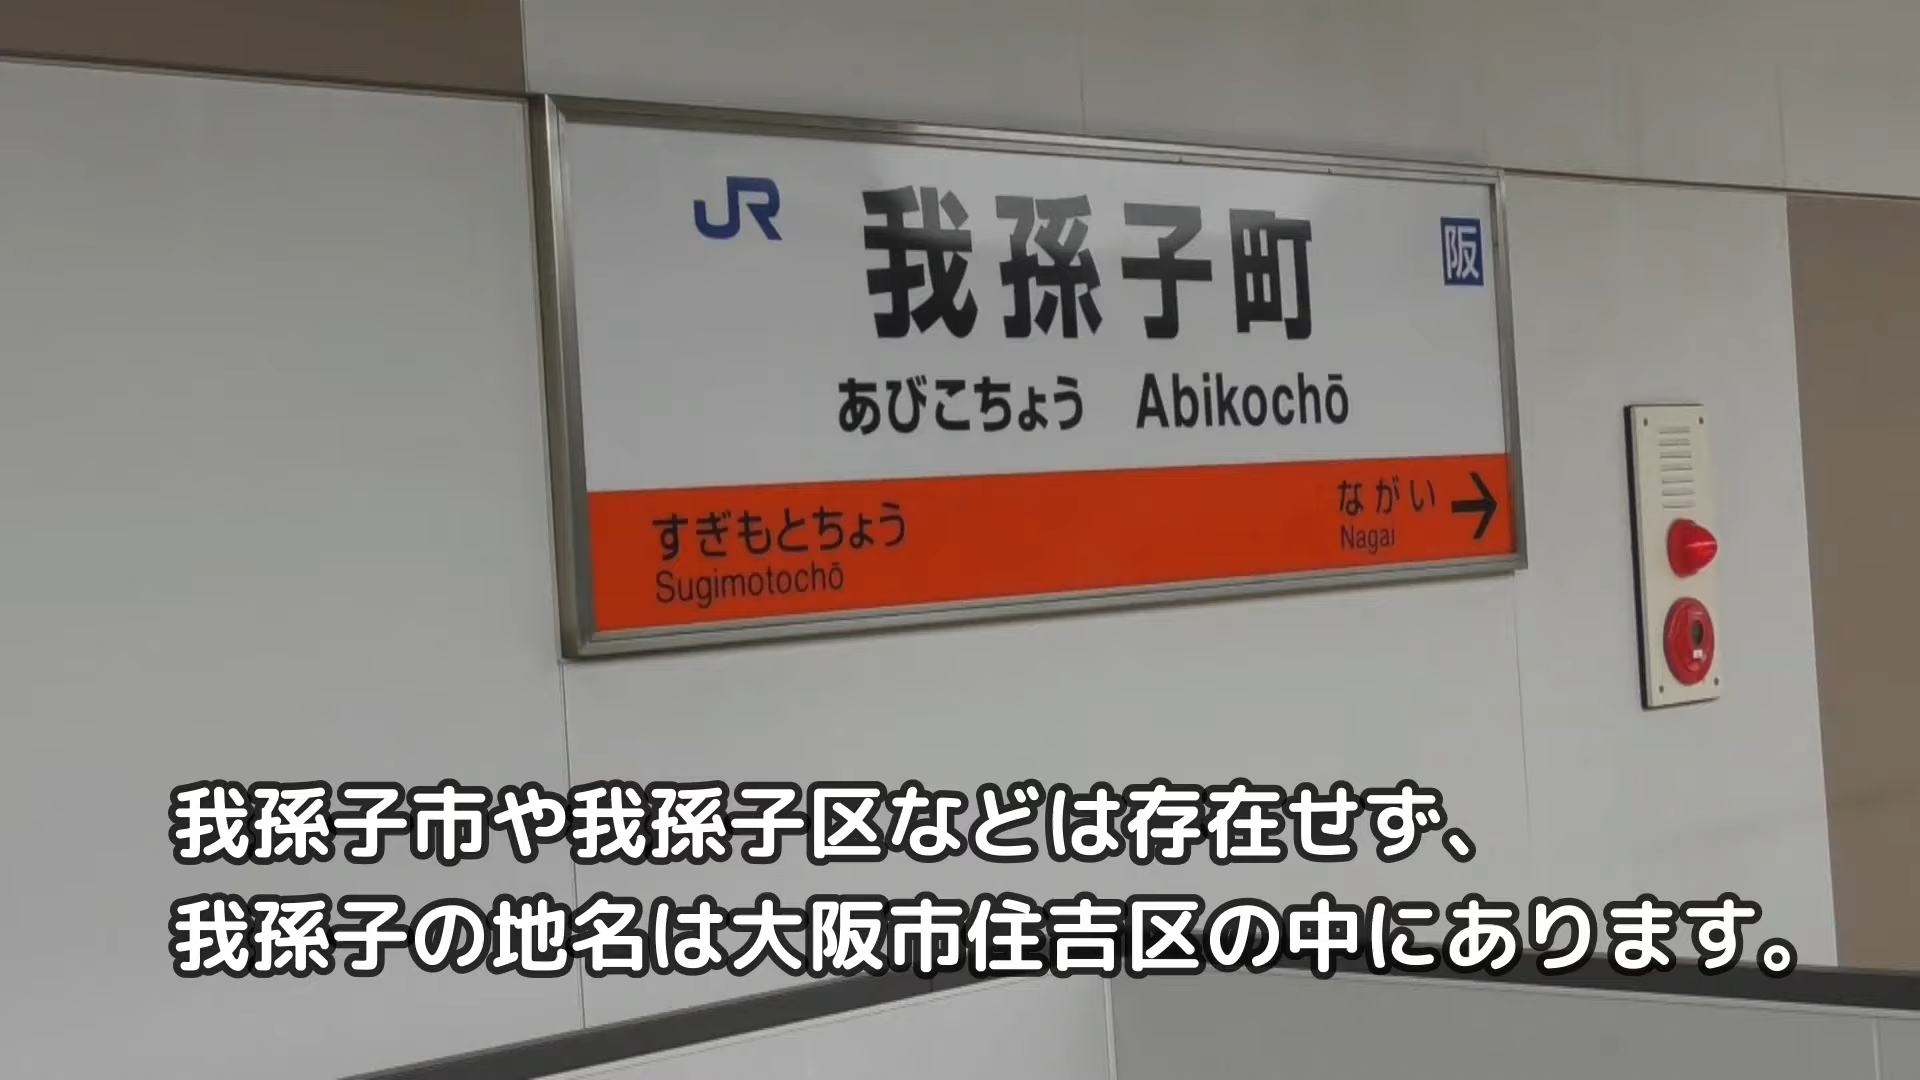 JR
我孫子町
阪
あびこちょう Abikochō
すぎもとちょう
Sugimotochō
ながい →
Nagai
我孫子市や我孫子区などは存在せず、
我孫子の地名は大阪市住吉区の中にあります。